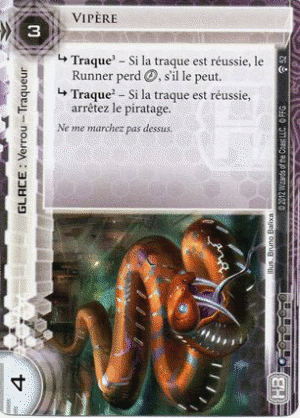 VIPÈRE
3
↳ Traque³ – Si la traque est réussie, le
Runner perd , s'il le peut.
↳ Traque² – Si la traque est réussie,
arrêtez le piratage.
Ne me marchez pas dessus.
GLACE : Verrou – Traqueur
52
© 2012 Wizards of the Coast LLC. © FFG
Illus. Bruno Balixa
4
HB